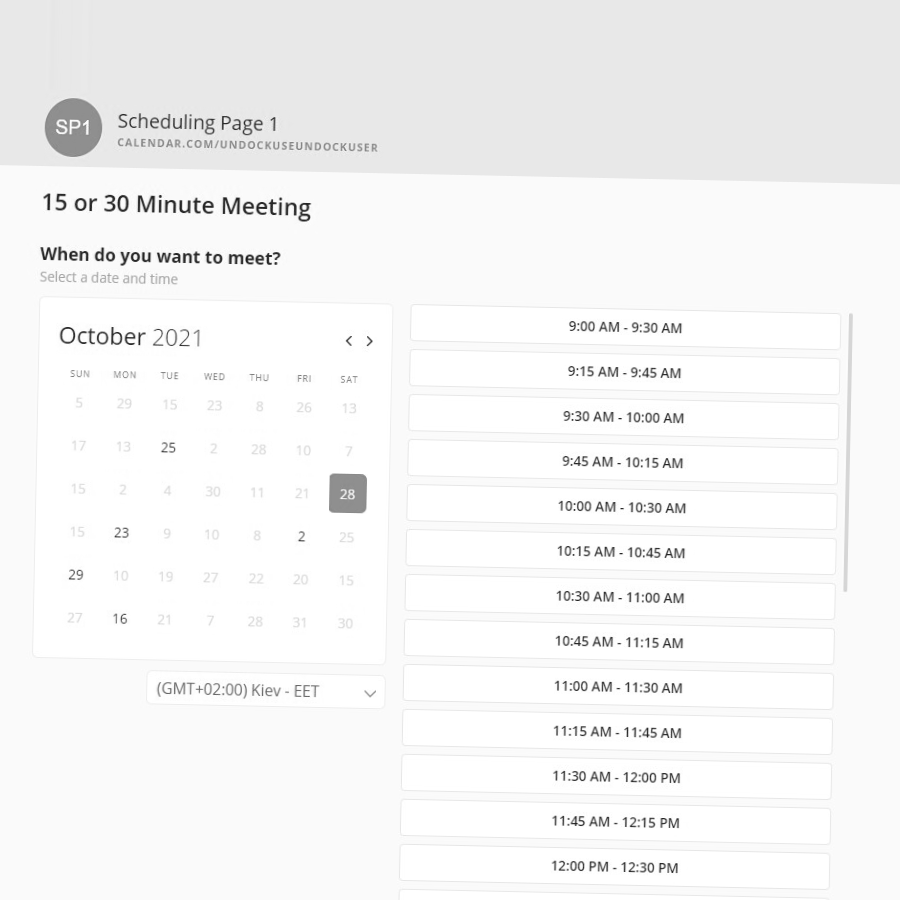 SP1
Scheduling Page 1
CALENDAR.COM/UNDOCKUSEUNDOCKUSER
15 or 30 Minute Meeting
When do you want to meet?
Select a date and time
October 2021
SUN MON TUE WED THU FRI SAT
5 29 15 23 8 26 13
17 13 25 2 28 10 7
15 2 4 30 11 21 28
15 23 9 10 8 2 25
29 10 19 27 22 20 15
27 16 21 7 28 31 30
(GMT+02:00) Kiev - EET
9:00 AM - 9:30 AM
9:15 AM - 9:45 AM
9:30 AM - 10:00 AM
9:45 AM - 10:15 AM
10:00 AM - 10:30 AM
10:15 AM - 10:45 AM
10:30 AM - 11:00 AM
10:45 AM - 11:15 AM
11:00 AM - 11:30 AM
11:15 AM - 11:45 AM
11:30 AM - 12:00 PM
11:45 AM - 12:15 PM
12:00 PM - 12:30 PM